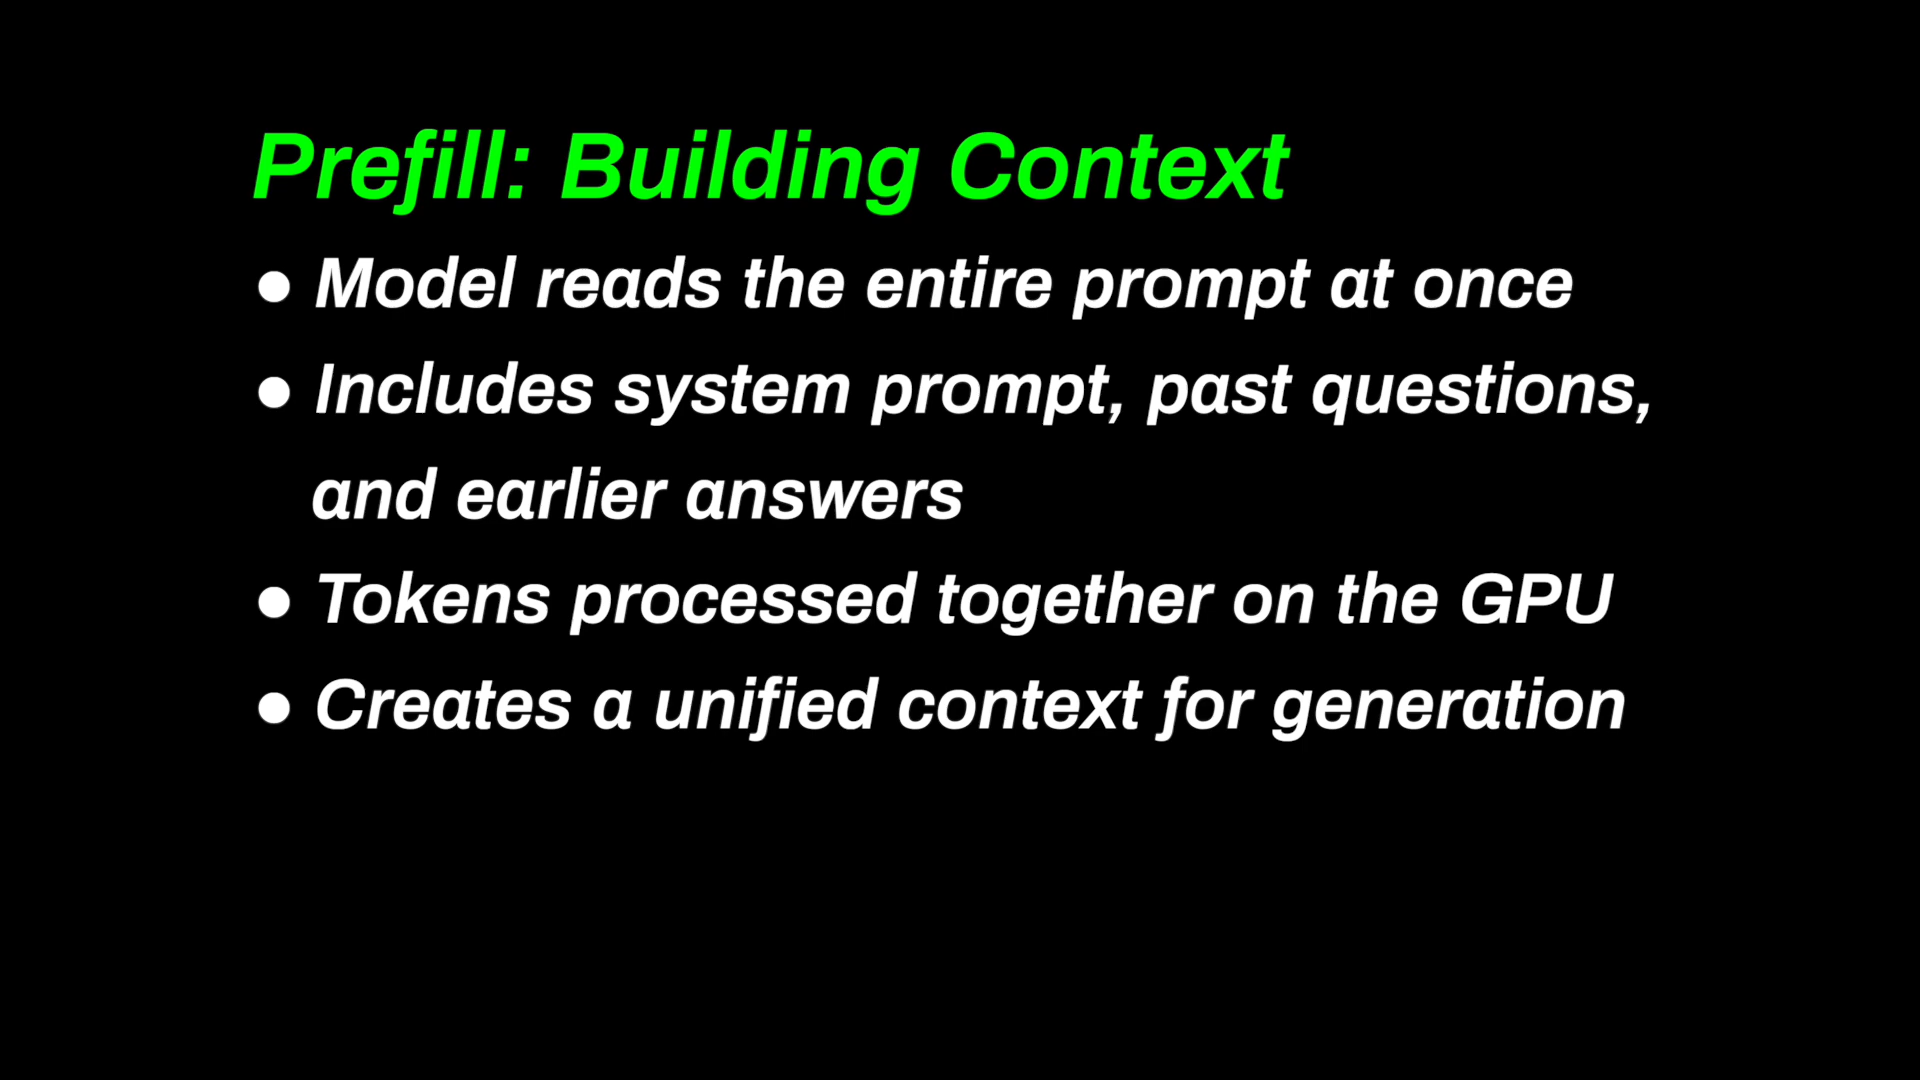 Prefill: Building Context
● Model reads the entire prompt at once
● Includes system prompt, past questions,
and earlier answers
● Tokens processed together on the GPU
● Creates a unified context for generation